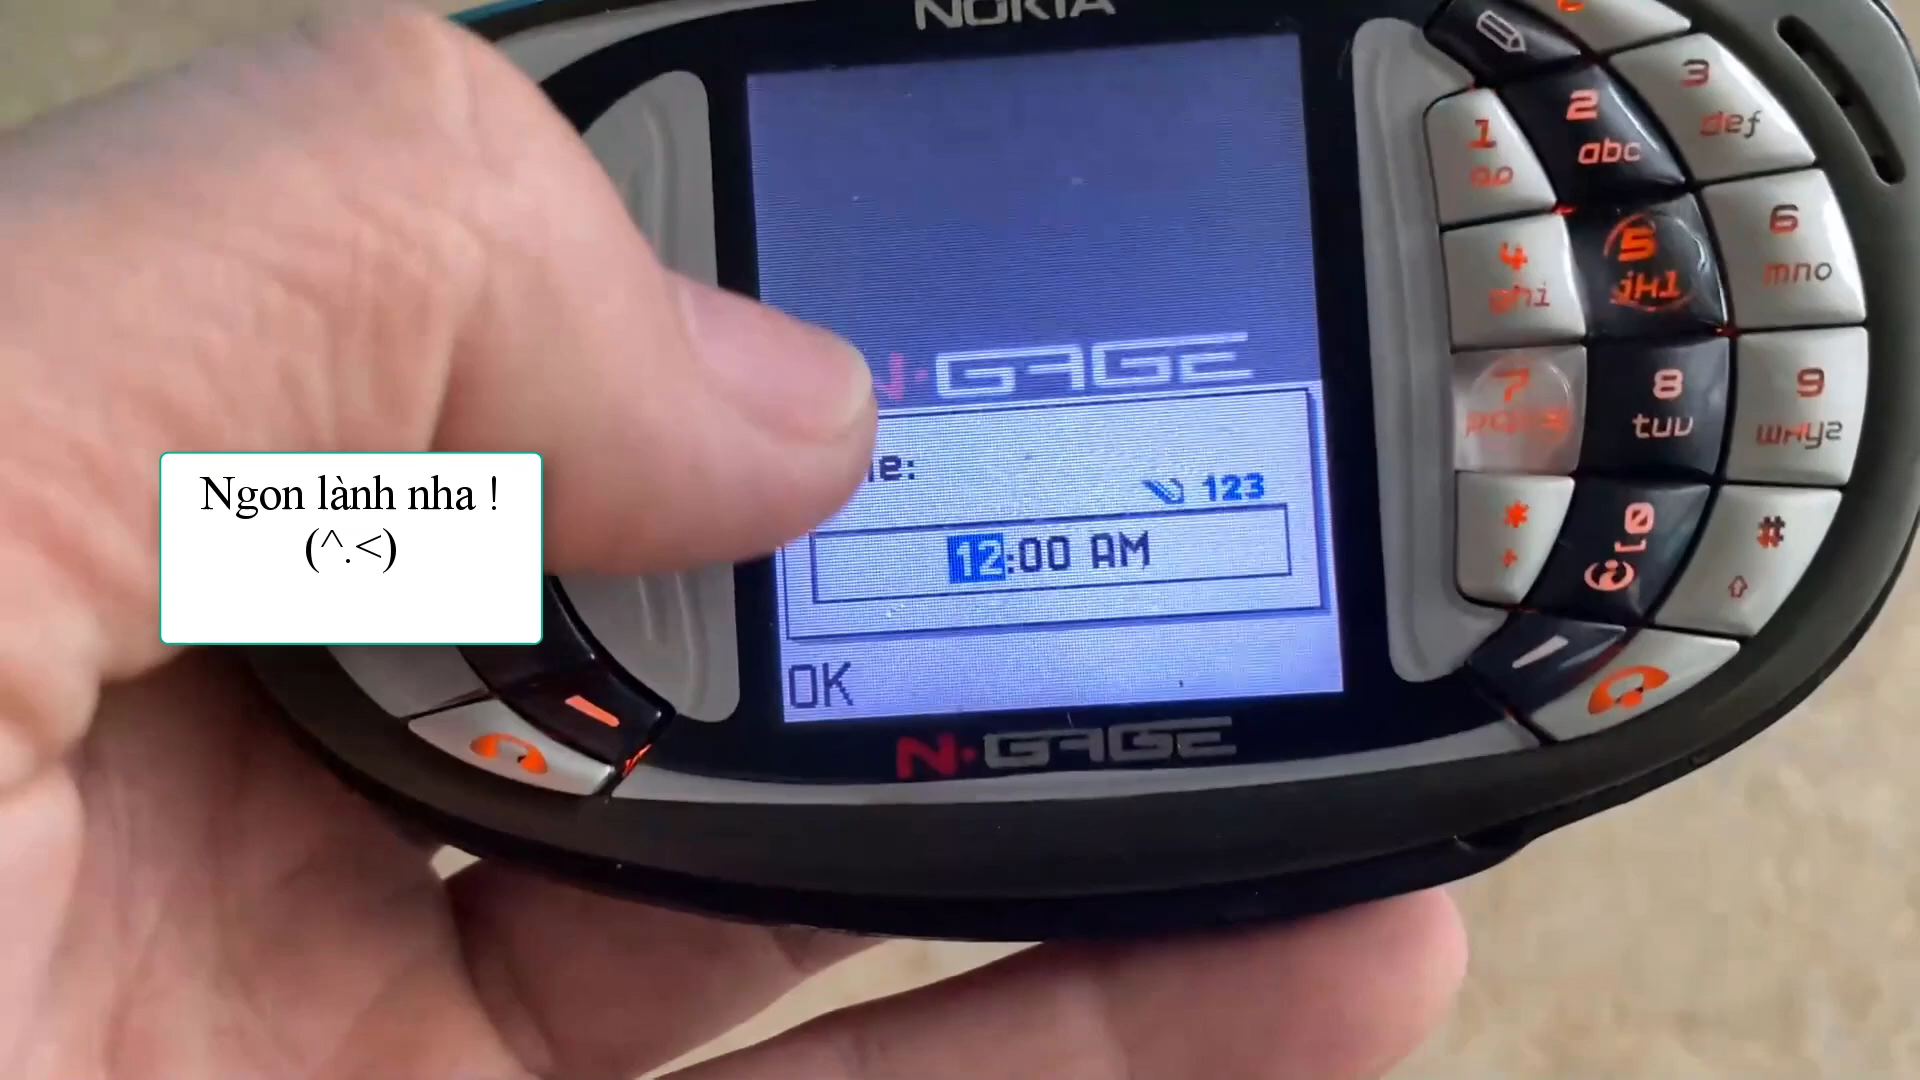 NOKIA
N·GAGE
123
12:00 AM
OK
N·GAGE
Ngon lành nha !
(^.<)
1
2
abc
3
def
4
ghi
5
jkl
6
mno
7
8
tuv
9
wxyz
*
+
0
#